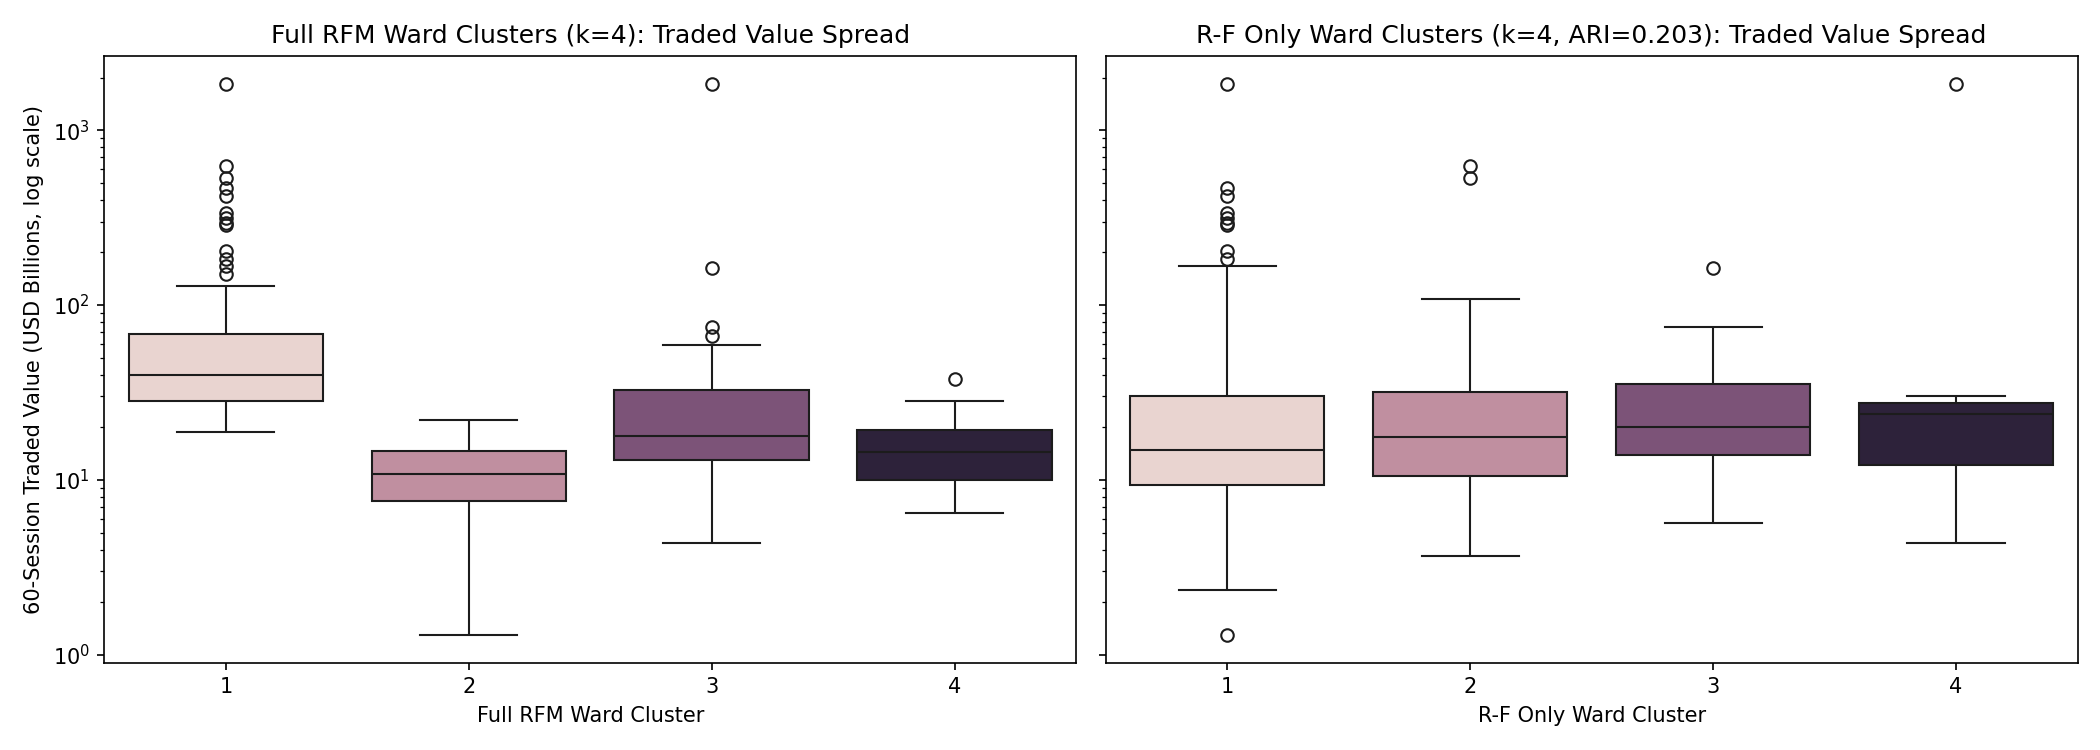 Full RFM Ward Clusters (k=4): Traded Value Spread
R-F Only Ward Clusters (k=4, ARI=0.203): Traded Value Spread
60-Session Traded Value (USD Billions, log scale)
10³
10²
10¹
10⁰
1 2 3 4
Full RFM Ward Cluster
1 2 3 4
R-F Only Ward Cluster